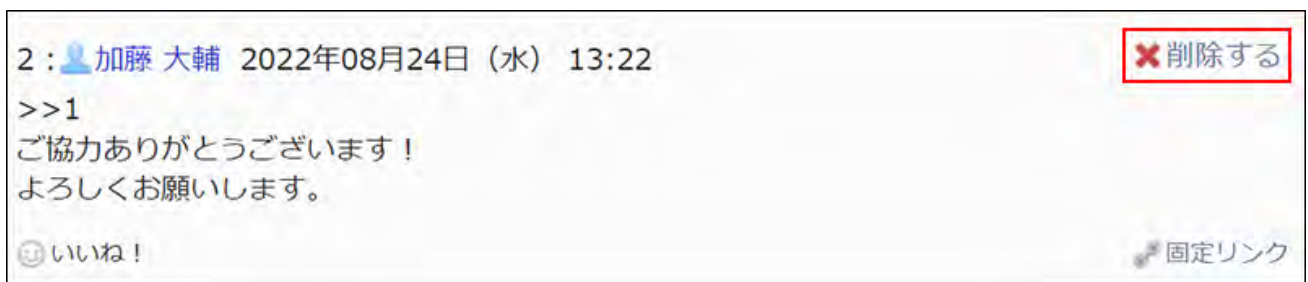 2 : 加藤 大輔 2022年08月24日（水） 13:22
削除する
>>1
ご協力ありがとうございます！
よろしくお願いします。
いいね！
固定リンク